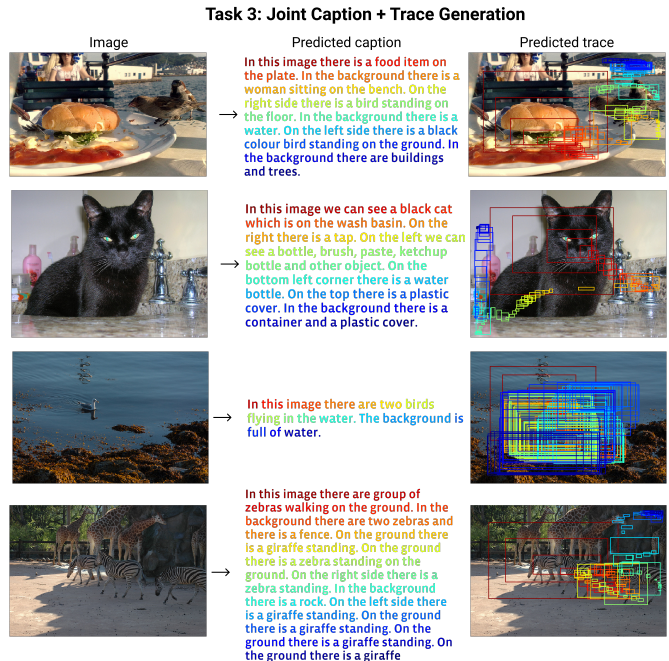 Task 3: Joint Caption + Trace Generation
Image
Predicted caption
Predicted trace
In this image there is a food item on
the plate. In the background there is a
woman sitting on the bench. On the
right side there is a bird standing on
the floor. In the background there is a
water. On the left side there is a black
colour bird standing on the ground. In
the background there are buildings
and trees.
In this image we can see a black cat
which is on the wash basin. On the
right there is a tap. On the left we can
see a bottle, brush, paste, ketchup
bottle and other object. On the
bottom left corner there is a water
bottle. On the top there is a plastic
cover. In the background there is a
container and a plastic cover.
In this image there are two birds
flying in the water. The background is
full of water.
In this image there are group of
zebras walking on the ground. In the
background there are two zebras and
there is a fence. On the ground there
is a giraffe standing. On the ground
there is a zebra standing on the
ground. On the right side there is a
zebra standing. In the background
there is a rock. On the left side there
is a giraffe standing. On the ground
there is a giraffe standing. On the
ground there is a giraffe standing. On
the ground there is a giraffe